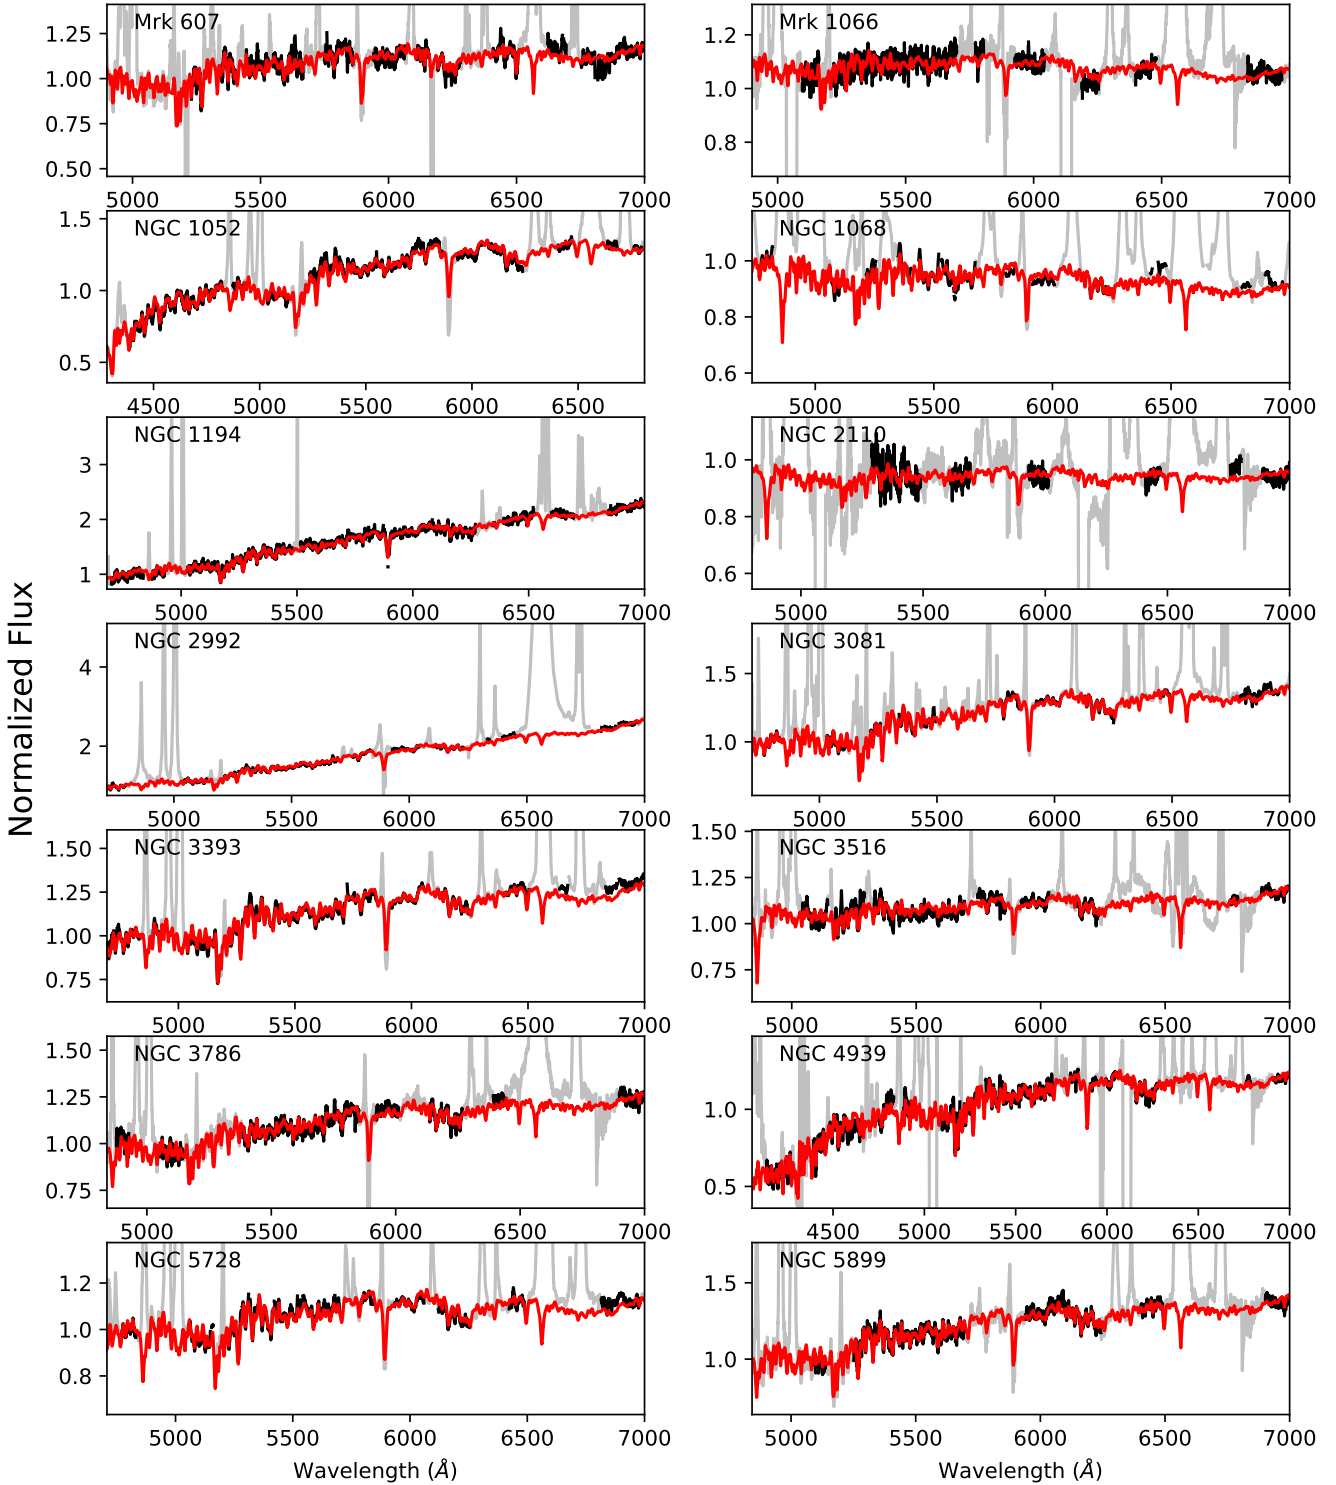 Mrk 607
1.25
1.00
0.75
0.50
5000 5500 6000 6500 7000
Mrk 1066
1.2
1.0
0.8
5000 5500 6000 6500 7000
NGC 1052
1.5
1.0
0.5
4500 5000 5500 6000 6500
NGC 1068
1.0
0.8
0.6
5000 5500 6000 6500 7000
NGC 1194
3
2
1
5000 5500 6000 6500 7000
NGC 2110
1.0
0.8
0.6
5000 5500 6000 6500 7000
Normalized Flux
NGC 2992
4
2
5000 5500 6000 6500 7000
NGC 3081
1.5
1.0
5000 5500 6000 6500 7000
NGC 3393
1.50
1.25
1.00
0.75
5000 5500 6000 6500 7000
NGC 3516
1.50
1.25
1.00
0.75
5000 5500 6000 6500 7000
NGC 3786
1.50
1.25
1.00
0.75
5000 5500 6000 6500 7000
NGC 4939
1.0
0.5
4500 5000 5500 6000 6500 7000
NGC 5728
1.2
1.0
0.8
5000 5500 6000 6500 7000
Wavelength (Å)
NGC 5899
1.5
1.0
5000 5500 6000 6500 7000
Wavelength (Å)